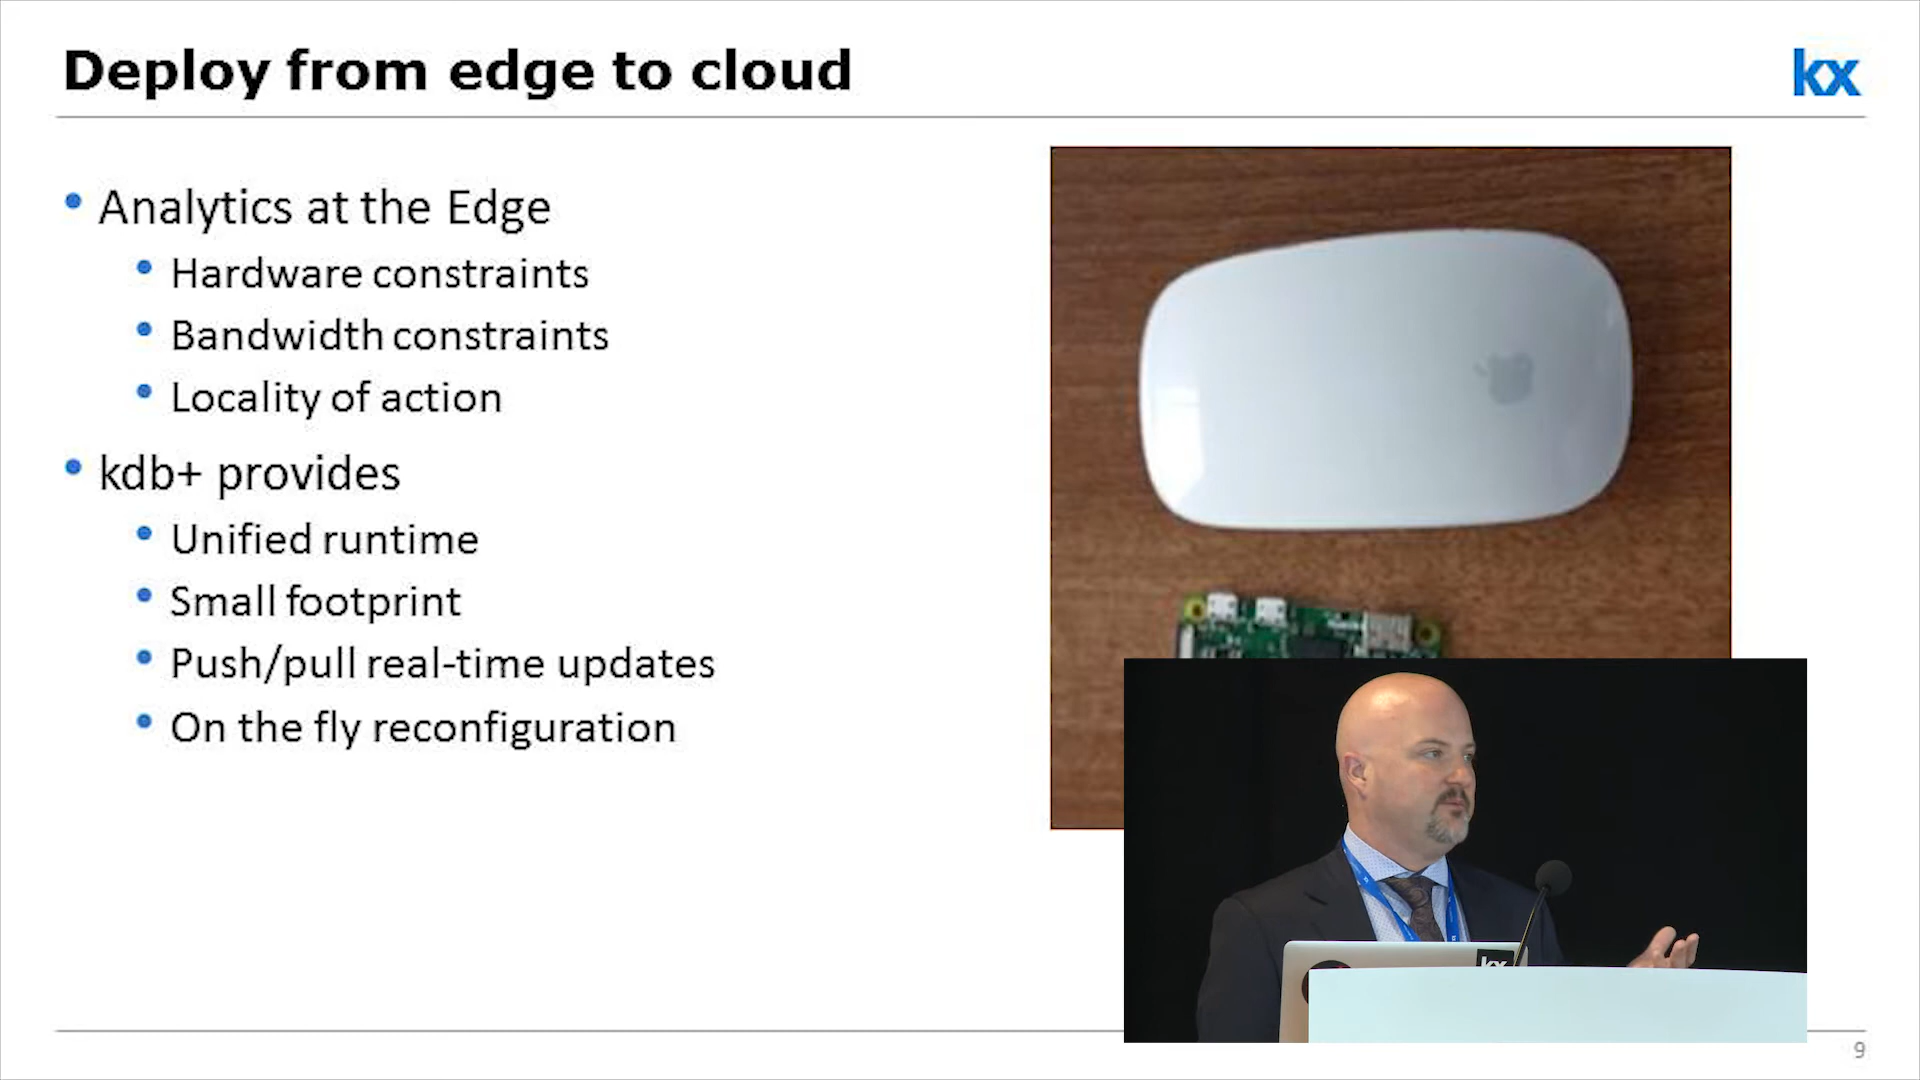 Deploy from edge to cloud
kx
Analytics at the Edge
Hardware constraints
Bandwidth constraints
Locality of action
kdb+ provides
Unified runtime
Small footprint
Push/pull real-time updates
On the fly reconfiguration
kx
9